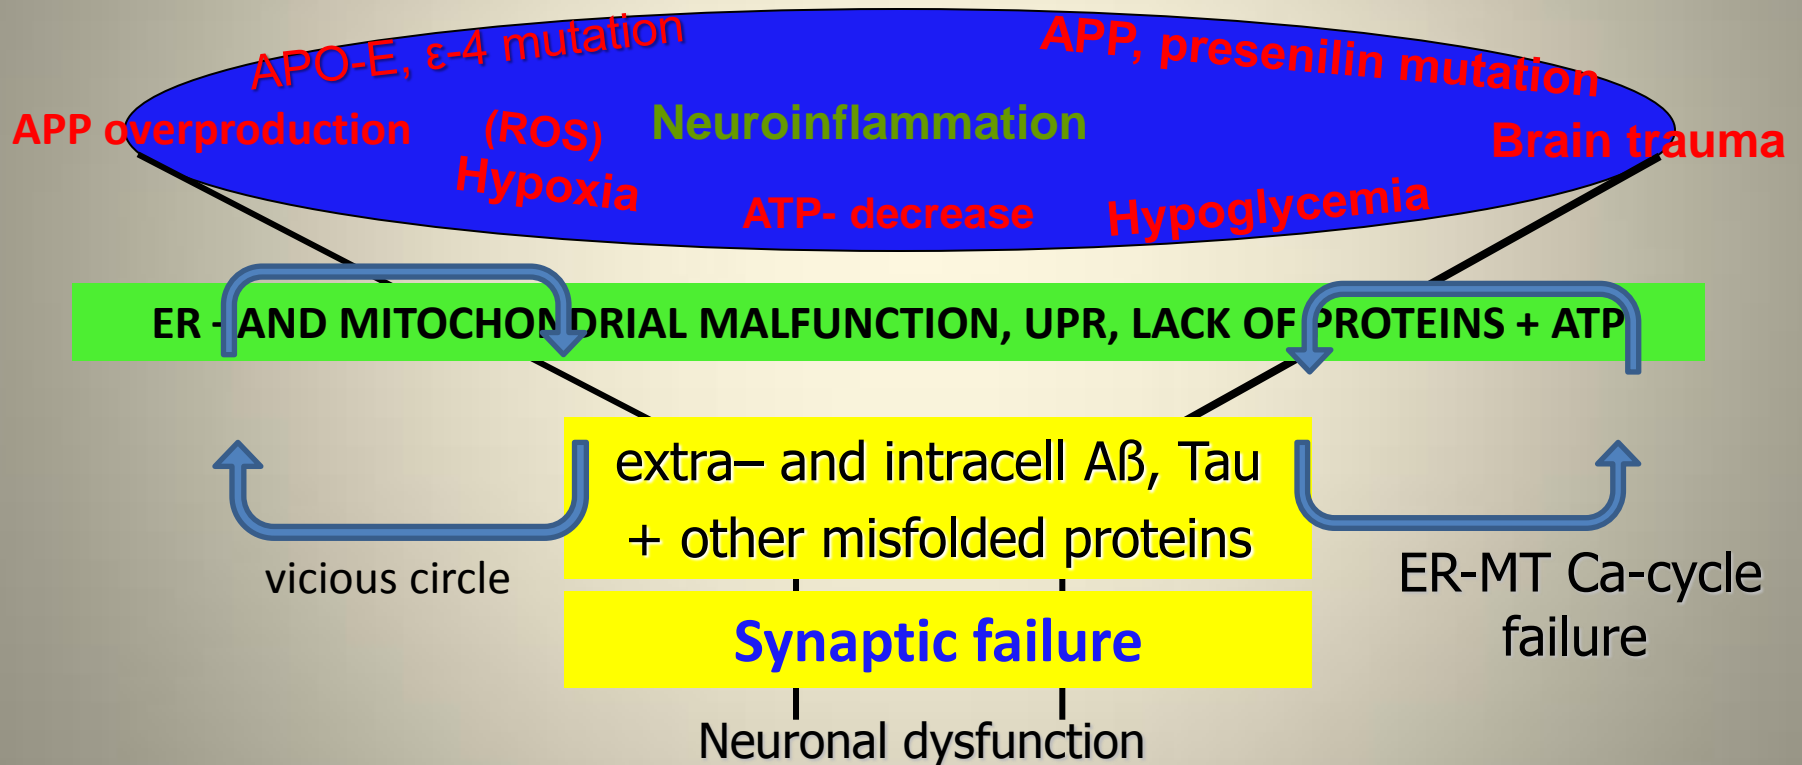 APO-E, ε-4 mutation
APP, presenilin mutation
APP overproduction
(ROS)
Hypoxia
Neuroinflammation
Brain trauma
ATP- decrease
Hypoglycemia
ER - AND MITOCHONDRIAL MALFUNCTION, UPR, LACK OF PROTEINS + ATP
extra– and intracell Aß, Tau
+ other misfolded proteins
vicious circle
ER-MT Ca-cycle
failure
Synaptic failure
Neuronal dysfunction